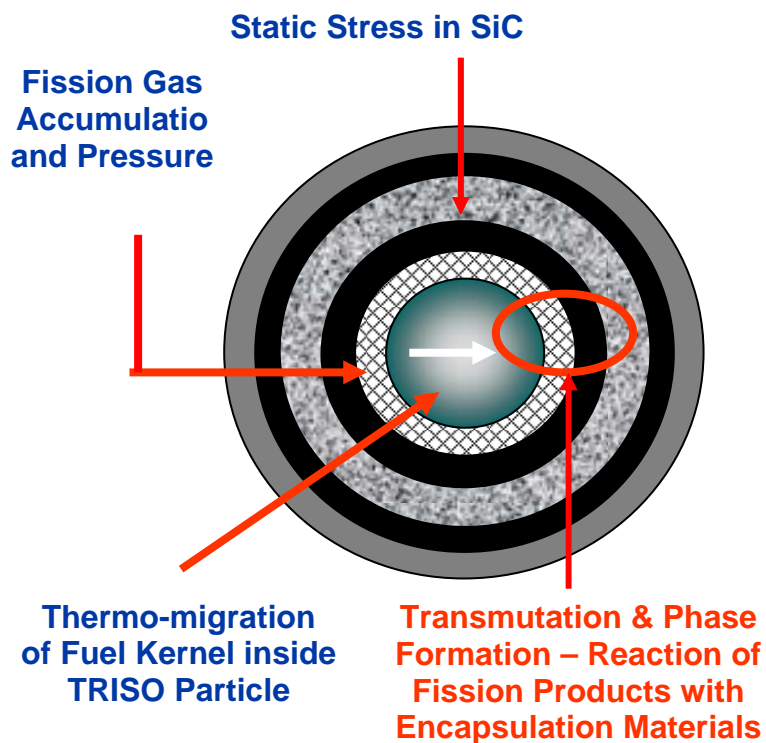 Static Stress in SiC
Fission Gas
Accumulatio
and Pressure
Thermo-migration
of Fuel Kernel inside
TRISO Particle
Transmutation & Phase
Formation – Reaction of
Fission Products with
Encapsulation Materials